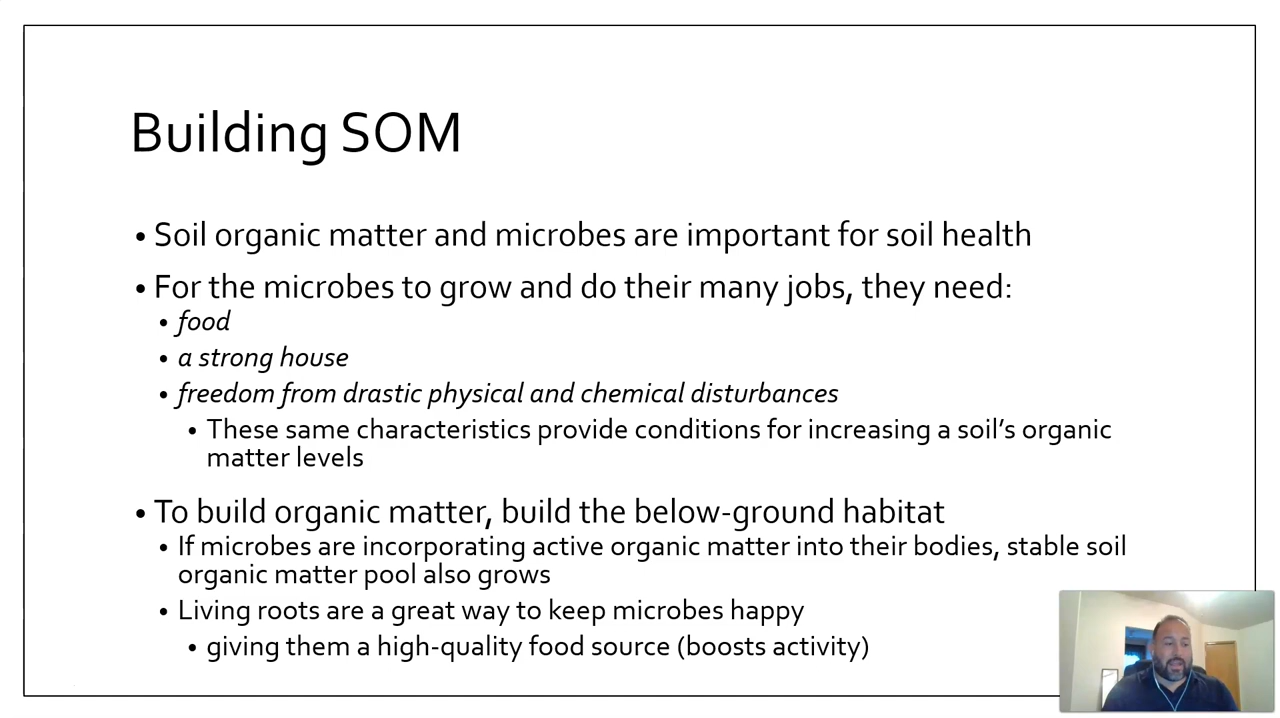 Building SOM
• Soil organic matter and microbes are important for soil health
• For the microbes to grow and do their many jobs, they need:
• food
• a strong house
• freedom from drastic physical and chemical disturbances
• These same characteristics provide conditions for increasing a soil’s organic
matter levels
• To build organic matter, build the below-ground habitat
• If microbes are incorporating active organic matter into their bodies, stable soil
organic matter pool also grows
• Living roots are a great way to keep microbes happy
• giving them a high-quality food source (boosts activity)